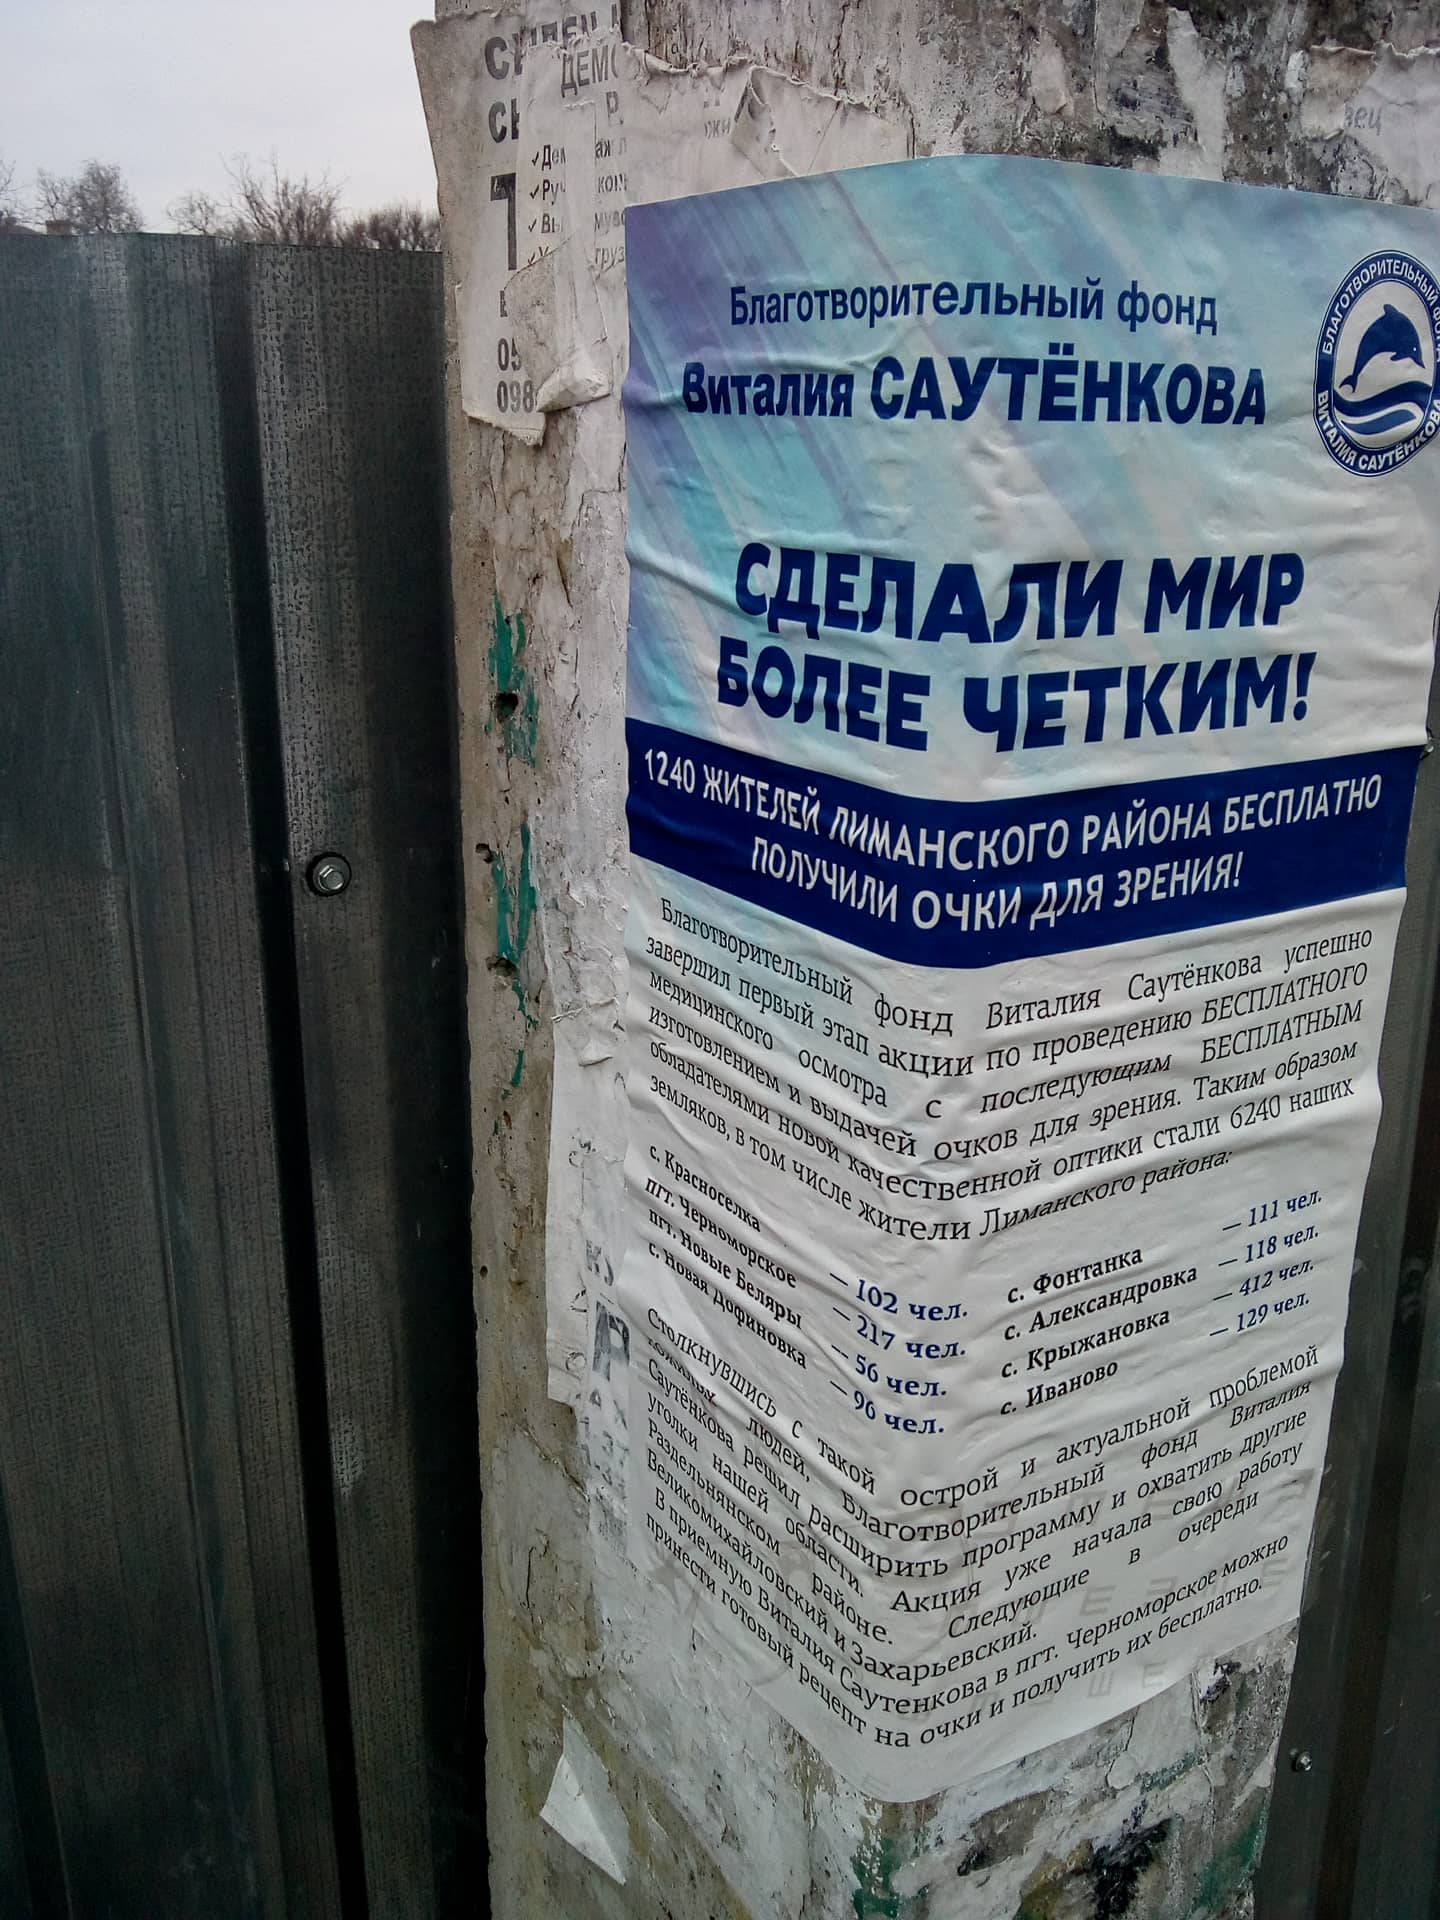 ДЕМО
05
098
Благотворительный фонд
Виталия САУТЁНКОВА
БЛАГОТВОРИТЕЛЬНЫЙ ФОНД
ВИТАЛИЯ САУТЁНКОВА
СДЕЛАЛИ МИР
БОЛЕЕ ЧЕТКИМ!
1240 ЖИТЕЛЕЙ ЛИМАНСКОГО РАЙОНА БЕСПЛАТНО
ПОЛУЧИЛИ ОЧКИ ДЛЯ ЗРЕНИЯ!
Благотворительный фонд Виталия Саутёнкова успешно
завершил первый этап акции по проведению БЕСПЛАТНОГО
медицинского осмотра с последующим БЕСПЛАТНЫМ
изготовлением и выдачей очков для зрения. Таким образом
обладателями новой качественной оптики стали 6240 наших
земляков, в том числе жители Лиманского района:
с. Красноселка – 102 чел.
пгт. Черноморское – 217 чел.
пгт. Новые Беляры – 56 чел.
с. Новая Дофиновка – 96 чел.
с. Фонтанка – 111 чел.
с. Александровка – 118 чел.
с. Крыжановка – 412 чел.
с. Иваново – 129 чел.
Столкнувшись с такой острой и актуальной проблемой
пожилых людей, Благотворительный фонд Виталия
Саутёнкова решил расширить программу и охватить другие
уголки нашей области. Акция уже начала свою работу
Раздельнянском районе. Следующие в очереди
Великомихайловский и Захарьевский.
В приемную Виталия Саутенкова в пгт. Черноморское можно
принести готовый рецепт на очки и получить их бесплатно.